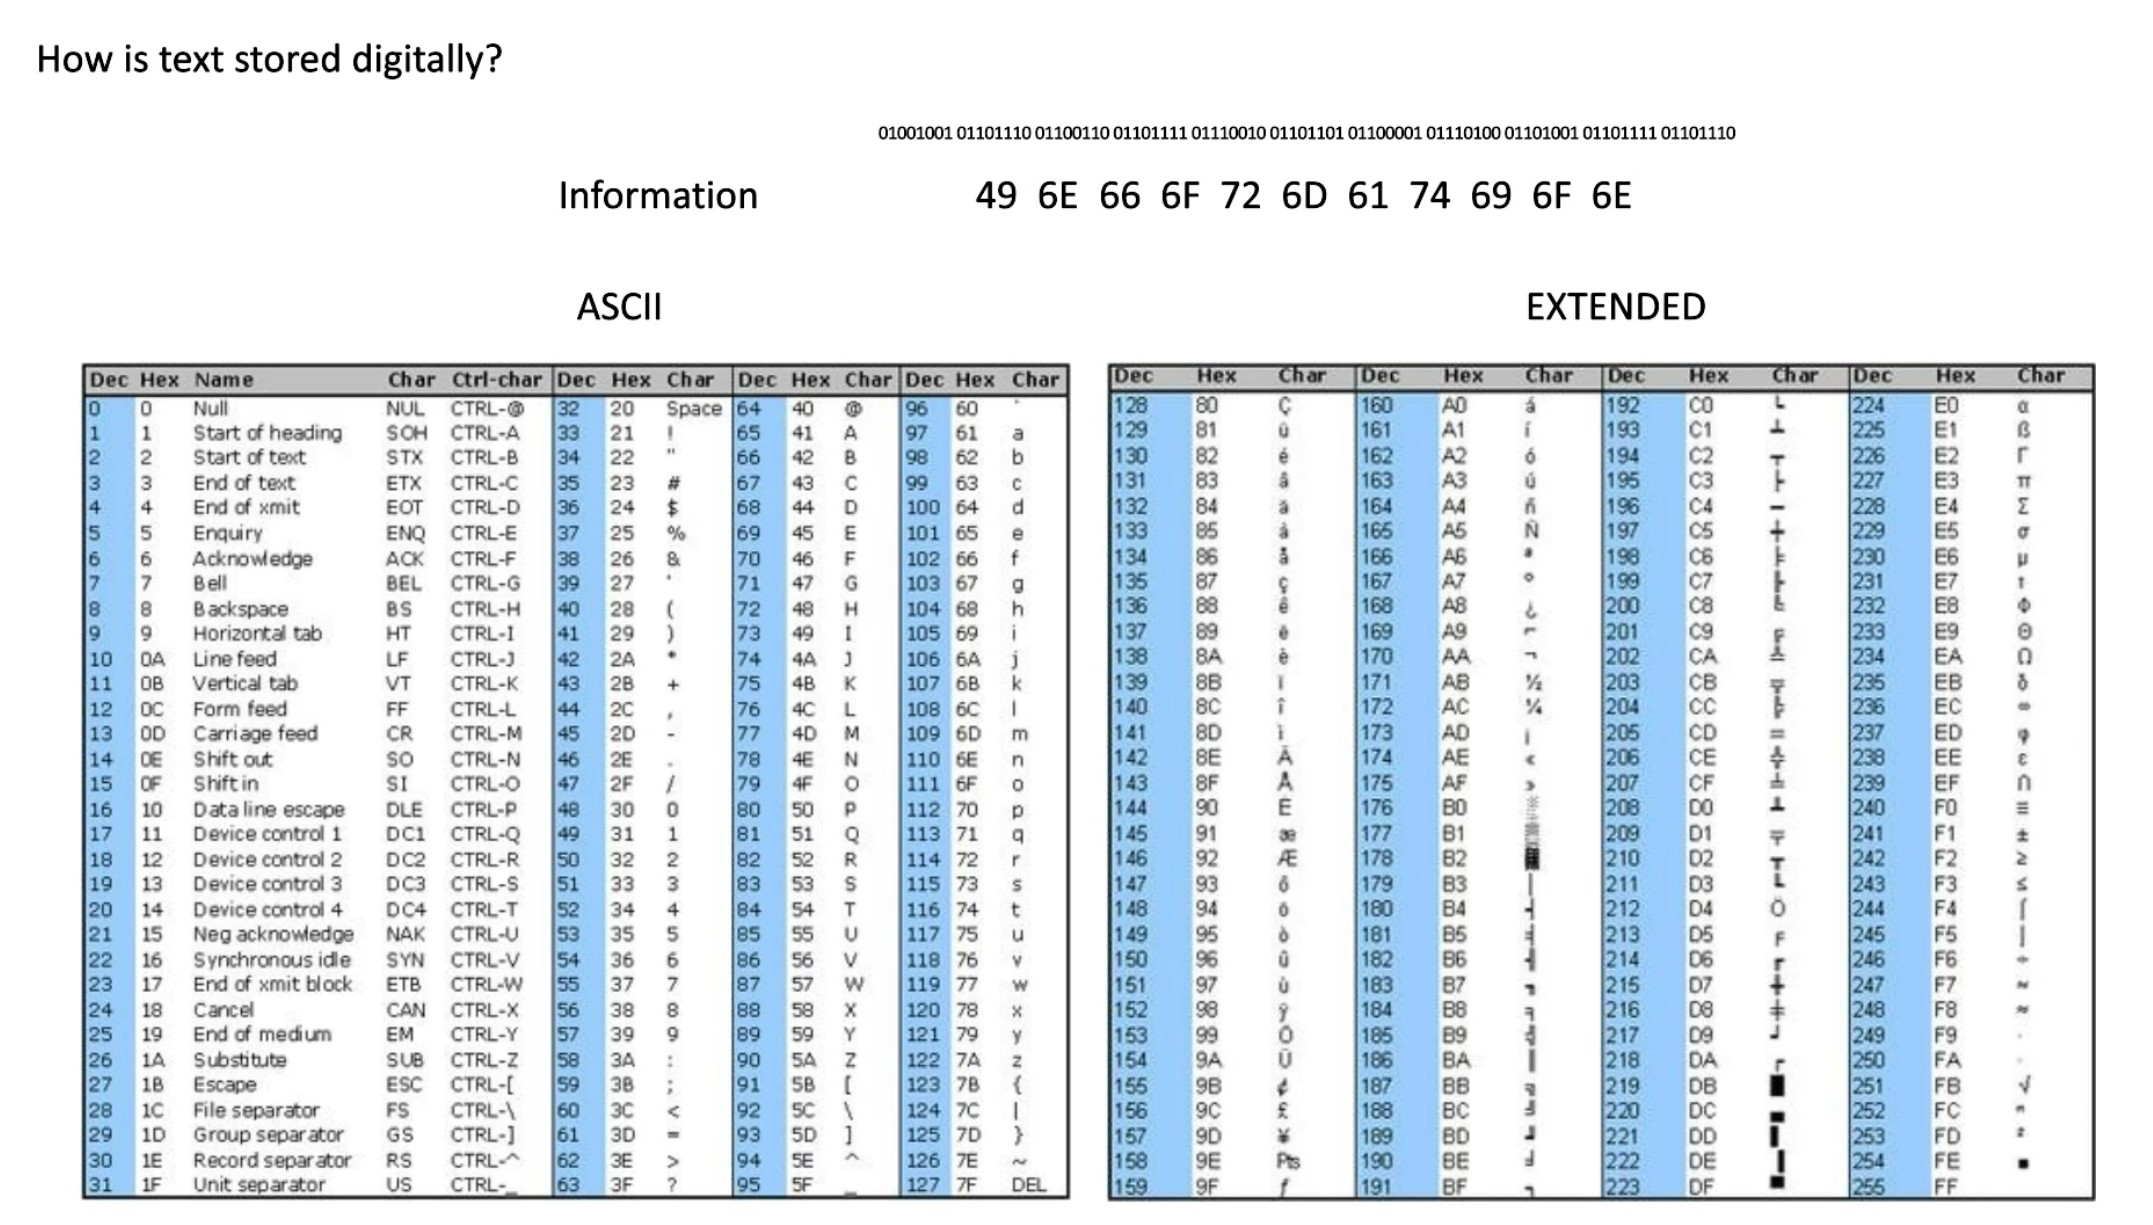 How is text stored digitally?
01001001 01101110 01100110 01101111 01110010 01101101 01100001 01110100 01101001 01101111 01101110
Information 49 6E 66 6F 72 6D 61 74 69 6F 6E
ASCII
Dec Hex Name Char Ctrl-char Dec Hex Char Dec Hex Char Dec Hex Char
0 0 Null NUL CTRL-@ 32 20 Space 64 40 @ 96 60 `
1 1 Start of heading SOH CTRL-A 33 21 ! 65 41 A 97 61 a
2 2 Start of text STX CTRL-B 34 22 " 66 42 B 98 62 b
3 3 End of text ETX CTRL-C 35 23 # 67 43 C 99 63 c
4 4 End of xmit EOT CTRL-D 36 24 $ 68 44 D 100 64 d
5 5 Enquiry ENQ CTRL-E 37 25 % 69 45 E 101 65 e
6 6 Acknowledge ACK CTRL-F 38 26 & 70 46 F 102 66 f
7 7 Bell BEL CTRL-G 39 27 ' 71 47 G 103 67 g
8 8 Backspace BS CTRL-H 40 28 ( 72 48 H 104 68 h
9 9 Horizontal tab HT CTRL-I 41 29 ) 73 49 I 105 69 i
10 0A Line feed LF CTRL-J 42 2A * 74 4A J 106 6A j
11 0B Vertical tab VT CTRL-K 43 2B + 75 4B K 107 6B k
12 0C Form feed FF CTRL-L 44 2C , 76 4C L 108 6C l
13 0D Carriage feed CR CTRL-M 45 2D - 77 4D M 109 6D m
14 0E Shift out SO CTRL-N 46 2E . 78 4E N 110 6E n
15 0F Shift in SI CTRL-O 47 2F / 79 4F O 111 6F o
16 10 Data line escape DLE CTRL-P 48 30 0 80 50 P 112 70 p
17 11 Device control 1 DC1 CTRL-Q 49 31 1 81 51 Q 113 71 q
18 12 Device control 2 DC2 CTRL-R 50 32 2 82 52 R 114 72 r
19 13 Device control 3 DC3 CTRL-S 51 33 3 83 53 S 115 73 s
20 14 Device control 4 DC4 CTRL-T 52 34 4 84 54 T 116 74 t
21 15 Neg acknowledge NAK CTRL-U 53 35 5 85 55 U 117 75 u
22 16 Synchronous idle SYN CTRL-V 54 36 6 86 56 V 118 76 v
23 17 End of xmit block ETB CTRL-W 55 37 7 87 57 W 119 77 w
24 18 Cancel CAN CTRL-X 56 38 8 88 58 X 120 78 x
25 19 End of medium EM CTRL-Y 57 39 9 89 59 Y 121 79 y
26 1A Substitute SUB CTRL-Z 58 3A : 90 5A Z 122 7A z
27 1B Escape ESC CTRL-[ 59 3B ; 91 5B [ 123 7B {
28 1C File separator FS CTRL-\ 60 3C < 92 5C \ 124 7C |
29 1D Group separator GS CTRL-] 61 3D = 93 5D ] 125 7D }
30 1E Record separator RS CTRL-^ 62 3E > 94 5E ^ 126 7E ~
31 1F Unit separator US CTRL-_ 63 3F ? 95 5F _ 127 7F DEL
EXTENDED
Dec Hex Char Dec Hex Char Dec Hex Char Dec Hex Char
128 80 Ç 160 A0 á 192 C0 └ 224 E0 α
129 81 ü 161 A1 í 193 C1 ┴ 225 E1 ß
130 82 é 162 A2 ó 194 C2 ┬ 226 E2 Γ
131 83 â 163 A3 ú 195 C3 ├ 227 E3 π
132 84 ä 164 A4 ñ 196 C4 ─ 228 E4 Σ
133 85 à 165 A5 Ñ 197 C5 ┼ 229 E5 σ
134 86 å 166 A6 ª 198 C6 ╞ 230 E6 µ
135 87 ç 167 A7 º 199 C7 ╟ 231 E7 τ
136 88 ê 168 A8 ¿ 200 C8 ╚ 232 E8 Φ
137 89 ë 169 A9 ⌐ 201 C9 ╔ 233 E9 Θ
138 8A è 170 AA ¬ 202 CA ╩ 234 EA Ω
139 8B ï 171 AB ½ 203 CB ╦ 235 EB δ
140 8C î 172 AC ¼ 204 CC ╠ 236 EC ∞
141 8D ì 173 AD ¡ 205 CD ═ 237 ED φ
142 8E Ä 174 AE « 206 CE ╬ 238 EE ε
143 8F Å 175 AF » 207 CF ╧ 239 EF ∩
144 90 É 176 B0 ░ 208 D0 ╨ 240 F0 ≡
145 91 æ 177 B1 ▒ 209 D1 ╤ 241 F1 ±
146 92 Æ 178 B2 ▓ 210 D2 ╥ 242 F2 ≥
147 93 ô 179 B3 │ 211 D3 ╙ 243 F3 ≤
148 94 ö 180 B4 ┤ 212 D4 244 F4 ⌠
149 95 ò 181 B5 ╡ 213 D5 ╒ 245 F5 ⌡
150 96 û 182 B6 ╢ 214 D6 ╓ 246 F6 ÷
151 97 ù 183 B7 ╖ 215 D7 ╫ 247 F7 ≈
152 98 ÿ 184 B8 ╕ 216 D8 ╪ 248 F8
153 99 Ö 185 B9 ╣ 217 D9 ┘ 249 F9 ·
154 9A Ü 186 BA ║ 218 DA ┌ 250 FA ·
155 9B ¢ 187 BB ╗ 219 DB █ 251 FB √
156 9C £ 188 BC ╝ 220 DC ▄ 252 FC ⁿ
157 9D ¥ 189 BD ╜ 221 DD ▌ 253 FD ²
158 9E Pts 190 BE ╛ 222 DE ▐ 254 FE ■
159 9F ƒ 191 BF ┐ 223 DF ▀ 255 FF